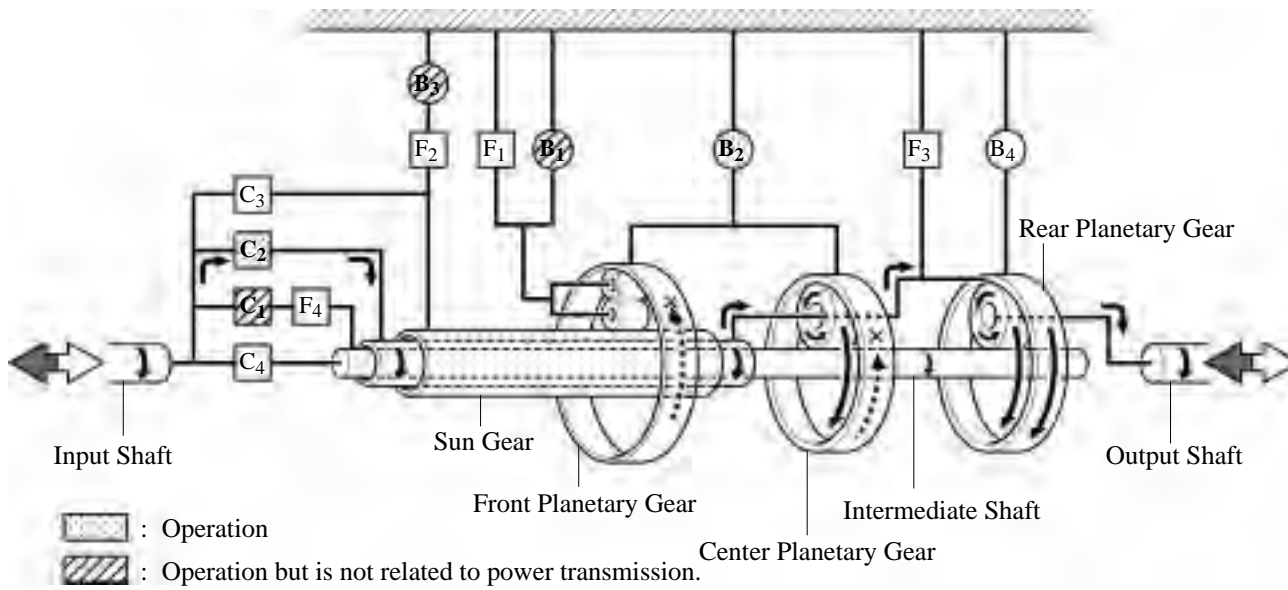 B3
F2 F1 B1 B2 F3 B4
C3
C2
Rear Planetary Gear
C1 F4
C4
Input Shaft
Sun Gear
Output Shaft
Front Planetary Gear
Intermediate Shaft
Center Planetary Gear
: Operation
: Operation but is not related to power transmission.